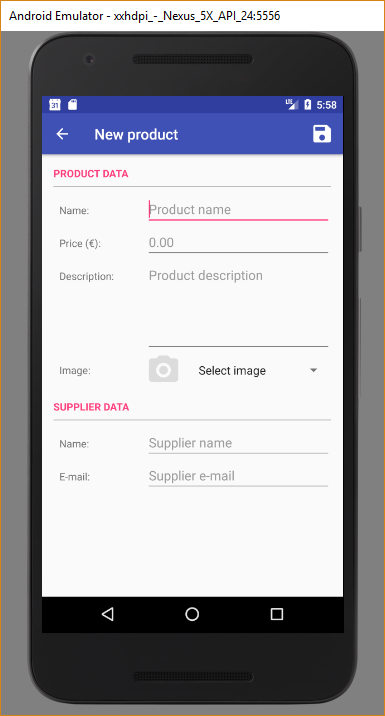 Android Emulator - xxhdpi_-_Nexus_5X_API_24:5556
31 LTE 5:58
New product
PRODUCT DATA
Name: Product name
Price (€): 0.00
Description: Product description
Image: Select image
SUPPLIER DATA
Name: Supplier name
E-mail: Supplier e-mail